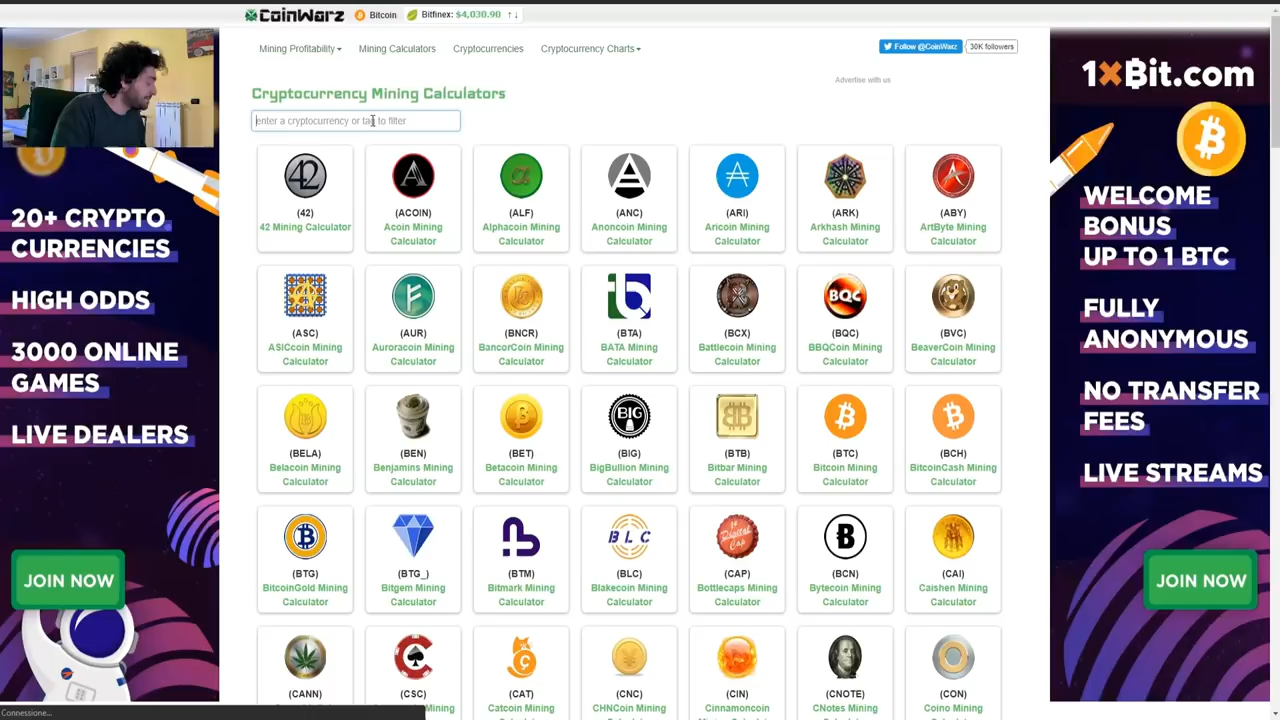 CoinWarz Bitcoin Bitfinex: $4,030.90 ↑↓
Mining Profitability Mining Calculators Cryptocurrencies Cryptocurrency Charts
Follow @CoinWarz 30K followers
Advertise with us
Cryptocurrency Mining Calculators
enter a cryptocurrency or tag to filter
42
(42)
42 Mining Calculator
(ACOIN)
Acoin Mining
Calculator
(ALF)
Alphacoin Mining
Calculator
(ANC)
Anoncoin Mining
Calculator
(ARI)
Aricoin Mining
Calculator
(ARK)
Arkhash Mining
Calculator
(ABY)
ArtByte Mining
Calculator
(ASC)
ASICcoin Mining
Calculator
(AUR)
Auroracoin Mining
Calculator
(BNCR)
BancorCoin Mining
Calculator
(BTA)
BATA Mining
Calculator
(BCX)
Battlecoin Mining
Calculator
BQC
(BQC)
BBQCoin Mining
Calculator
(BVC)
BeaverCoin Mining
Calculator
(BELA)
Belacoin Mining
Calculator
(BEN)
Benjamins Mining
Calculator
(BET)
Betacoin Mining
Calculator
BIG
(BIG)
BigBullion Mining
Calculator
(BTB)
Bitbar Mining
Calculator
(BTC)
Bitcoin Mining
Calculator
(BCH)
BitcoinCash Mining
Calculator
(BTG)
BitcoinGold Mining
Calculator
(BTG_)
Bitgem Mining
Calculator
(BTM)
Bitmark Mining
Calculator
BLC
(BLC)
Blakecoin Mining
Calculator
Digital
Cap
(CAP)
Bottlecaps Mining
Calculator
(BCN)
Bytecoin Mining
Calculator
(CAI)
Caishen Mining
Calculator
(CANN)
(CSC)
(CAT)
Catcoin Mining
(CNC)
CHNCoin Mining
(CIN)
Cinnamoncoin
(CNOTE)
CNotes Mining
(CON)
Coino Mining
20+ CRYPTO
CURRENCIES
HIGH ODDS
3000 ONLINE
GAMES
LIVE DEALERS
JOIN NOW
1×Bit.com
WELCOME
BONUS
UP TO 1 BTC
FULLY
ANONYMOUS
NO TRANSFER
FEES
LIVE STREAMS
JOIN NOW
Connessione...